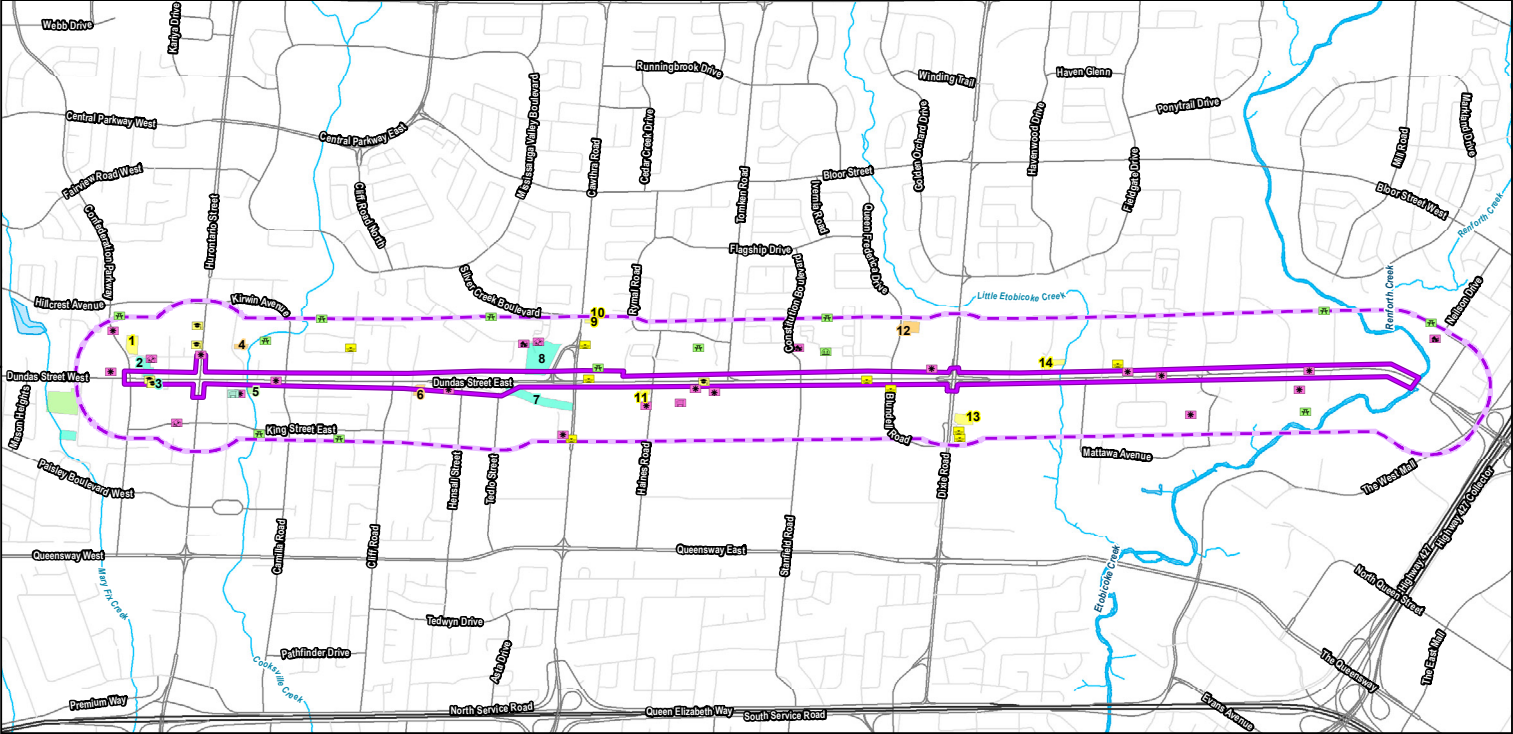 Webb Drive
Kariya Drive
Central Parkway West
Central Parkway East
Mississauga Valley Boulevard
Runningbrook Drive
Cawthra Road
Cedar Creek Drive
Winding Trail
Haven Glenn
Ponytrail Drive
Golden Orchard Drive
Havenwood Drive
Mill Road
Markland Drive
Fairview Road West
Confederation Parkway
Hurontario Street
Cliff Road North
Tomken Road
Bloor Street
Ivernia Road
Queen Frederica Drive
Fieldgate Drive
Bloor Street West
Renforth Creek
Flagship Drive
Silver Creek Boulevard
Rymal Road
Constitution Boulevard
Little Etobicoke Creek
Renforth Creek
Neilson Drive
Hillcrest Avenue
Kirwin Avenue
10
9
12
1
2
4
8
14
3
5
6
7
11
13
Dundas Street West
Dundas Street East
Mason Heights
King Street East
Blundell Road
Mattawa Avenue
Paisley Boulevard West
Hensall Street
Tedlo Street
Haines Road
Dixie Road
The West Mall
Highway 427 Collector
Highway 427
Queensway West
Camilla Road
Cliff Road
Queensway East
Stanfield Road
Etobicoke Creek
North Queen Street
Mary Fix Creek
Tedwyn Drive
Pathfinder Drive
Asta Drive
Cooksville Creek
The Queensway
The East Mall
Premium Way
North Service Road
Queen Elizabeth Way
South Service Road
Evans Avenue